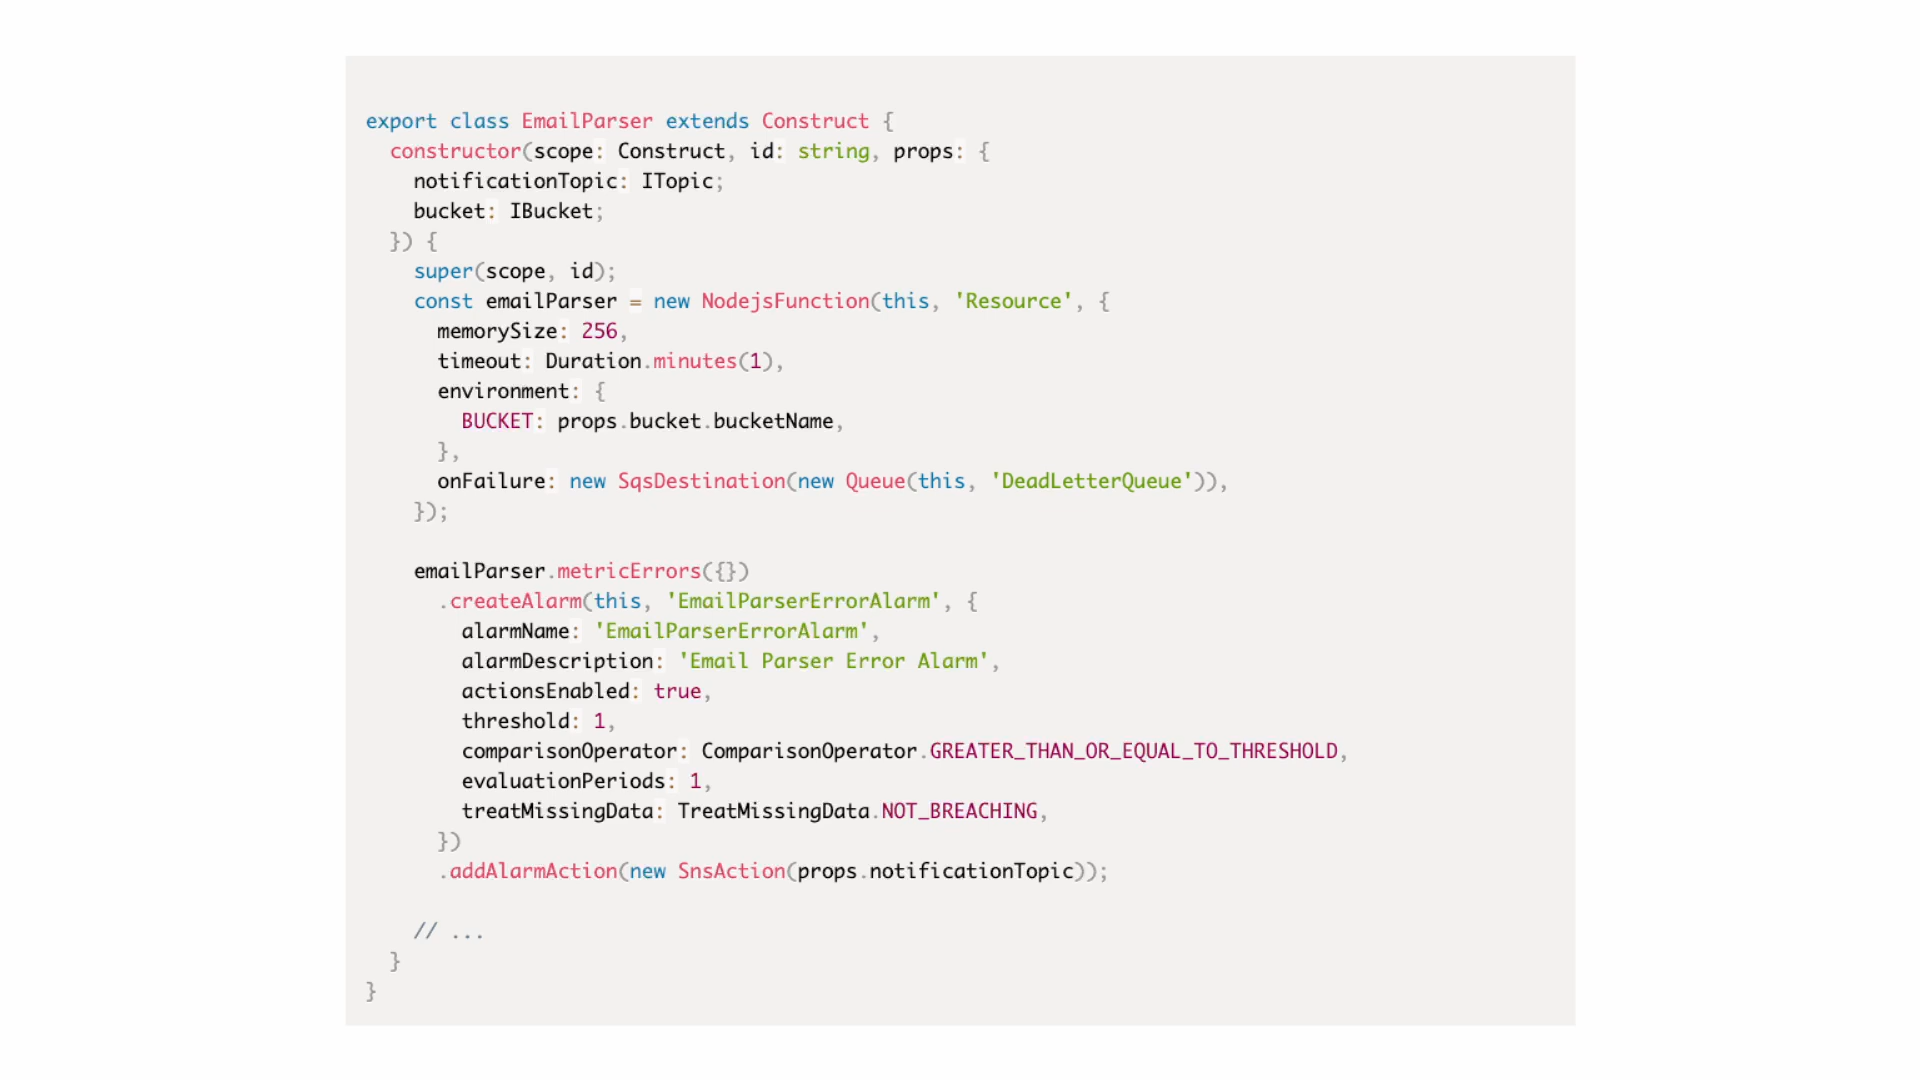 export class EmailParser extends Construct {
  constructor(scope: Construct, id: string, props: {
    notificationTopic: ITopic;
    bucket: IBucket;
  }) {
    super(scope, id);
    const emailParser = new NodejsFunction(this, 'Resource', {
      memorySize: 256,
      timeout: Duration.minutes(1),
      environment: {
        BUCKET: props.bucket.bucketName,
      },
      onFailure: new SqsDestination(new Queue(this, 'DeadLetterQueue')),
    });

    emailParser.metricErrors({})
      .createAlarm(this, 'EmailParserErrorAlarm', {
        alarmName: 'EmailParserErrorAlarm',
        alarmDescription: 'Email Parser Error Alarm',
        actionsEnabled: true,
        threshold: 1,
        comparisonOperator: ComparisonOperator.GREATER_THAN_OR_EQUAL_TO_THRESHOLD,
        evaluationPeriods: 1,
        treatMissingData: TreatMissingData.NOT_BREACHING,
      })
      .addAlarmAction(new SnsAction(props.notificationTopic));

    // ...
  }
}